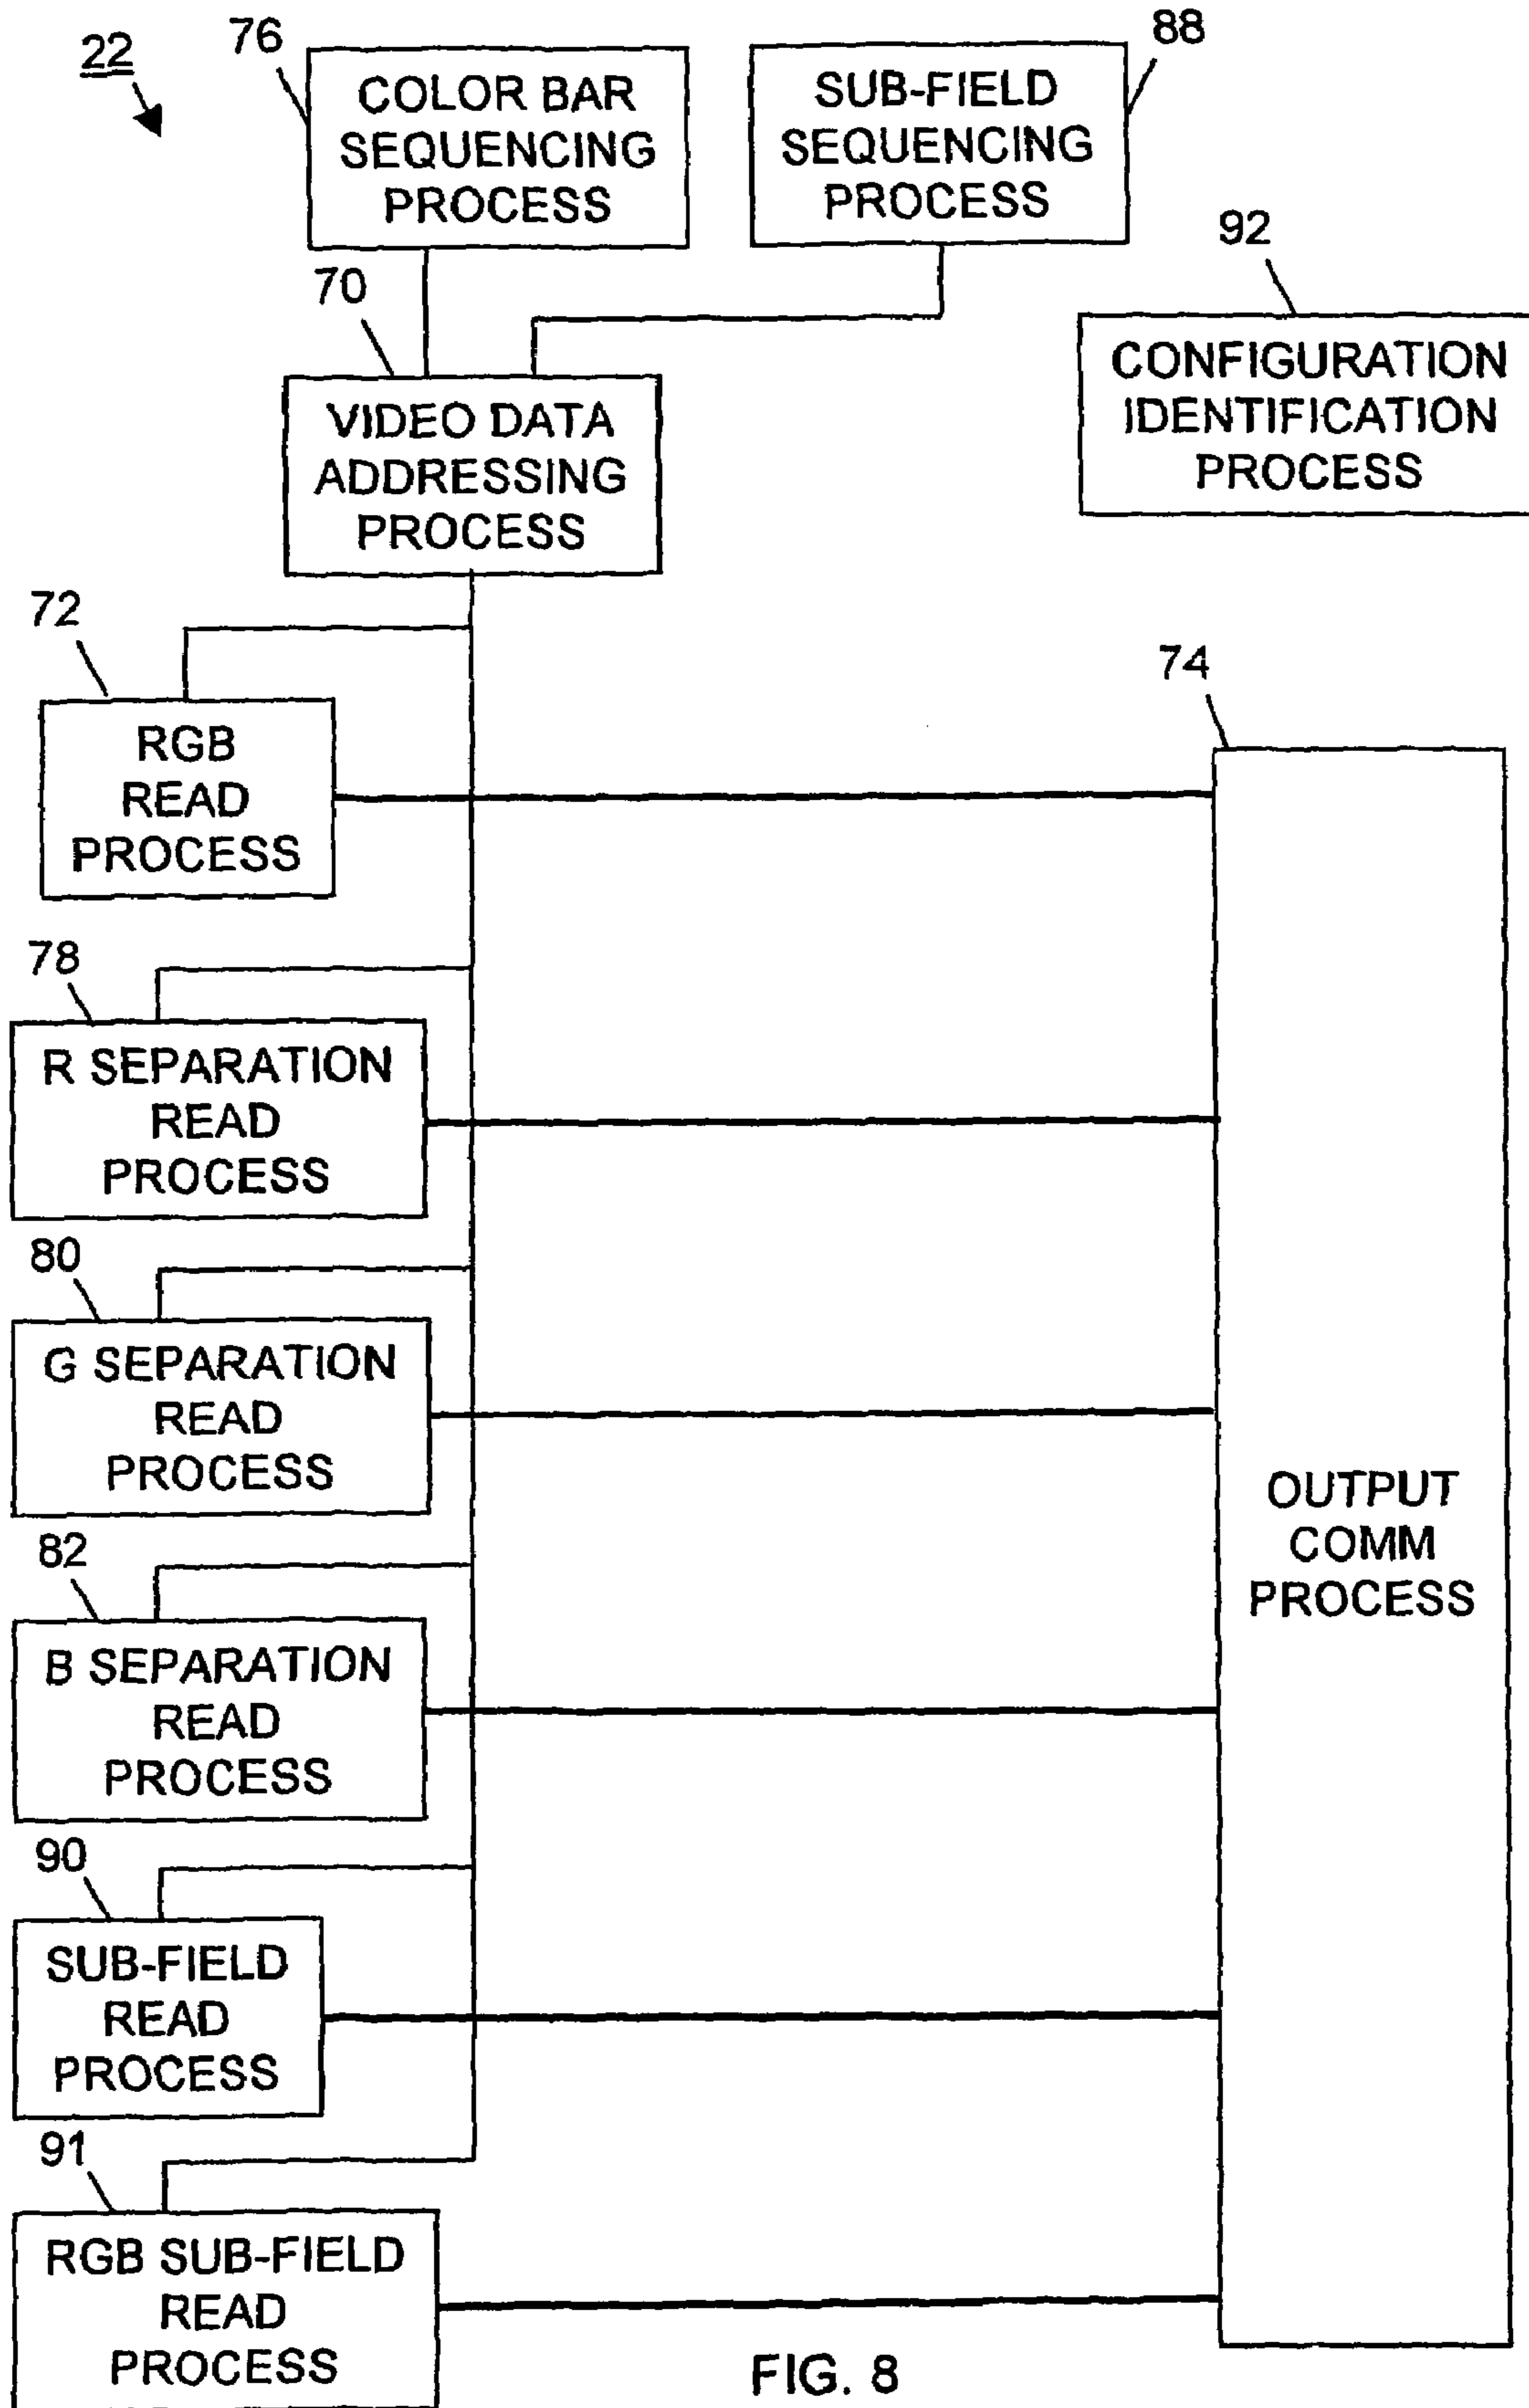 22
76
COLOR BAR
SEQUENCING
PROCESS
88
SUB-FIELD
SEQUENCING
PROCESS
92
CONFIGURATION
IDENTIFICATION
PROCESS
70
VIDEO DATA
ADDRESSING
PROCESS
72
RGB
READ
PROCESS
74
OUTPUT
COMM
PROCESS
78
R SEPARATION
READ
PROCESS
80
G SEPARATION
READ
PROCESS
82
B SEPARATION
READ
PROCESS
90
SUB-FIELD
READ
PROCESS
91
RGB SUB-FIELD
READ
PROCESS
FIG. 8